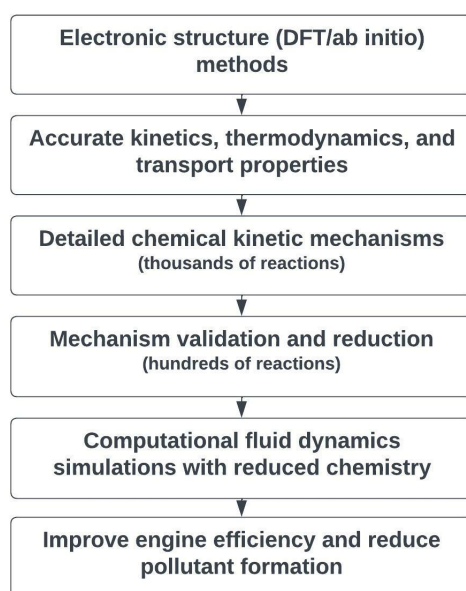 Electronic structure (DFT/ab initio)
methods
Accurate kinetics, thermodynamics, and
transport properties
Detailed chemical kinetic mechanisms
(thousands of reactions)
Mechanism validation and reduction
(hundreds of reactions)
Computational fluid dynamics
simulations with reduced chemistry
Improve engine efficiency and reduce
pollutant formation